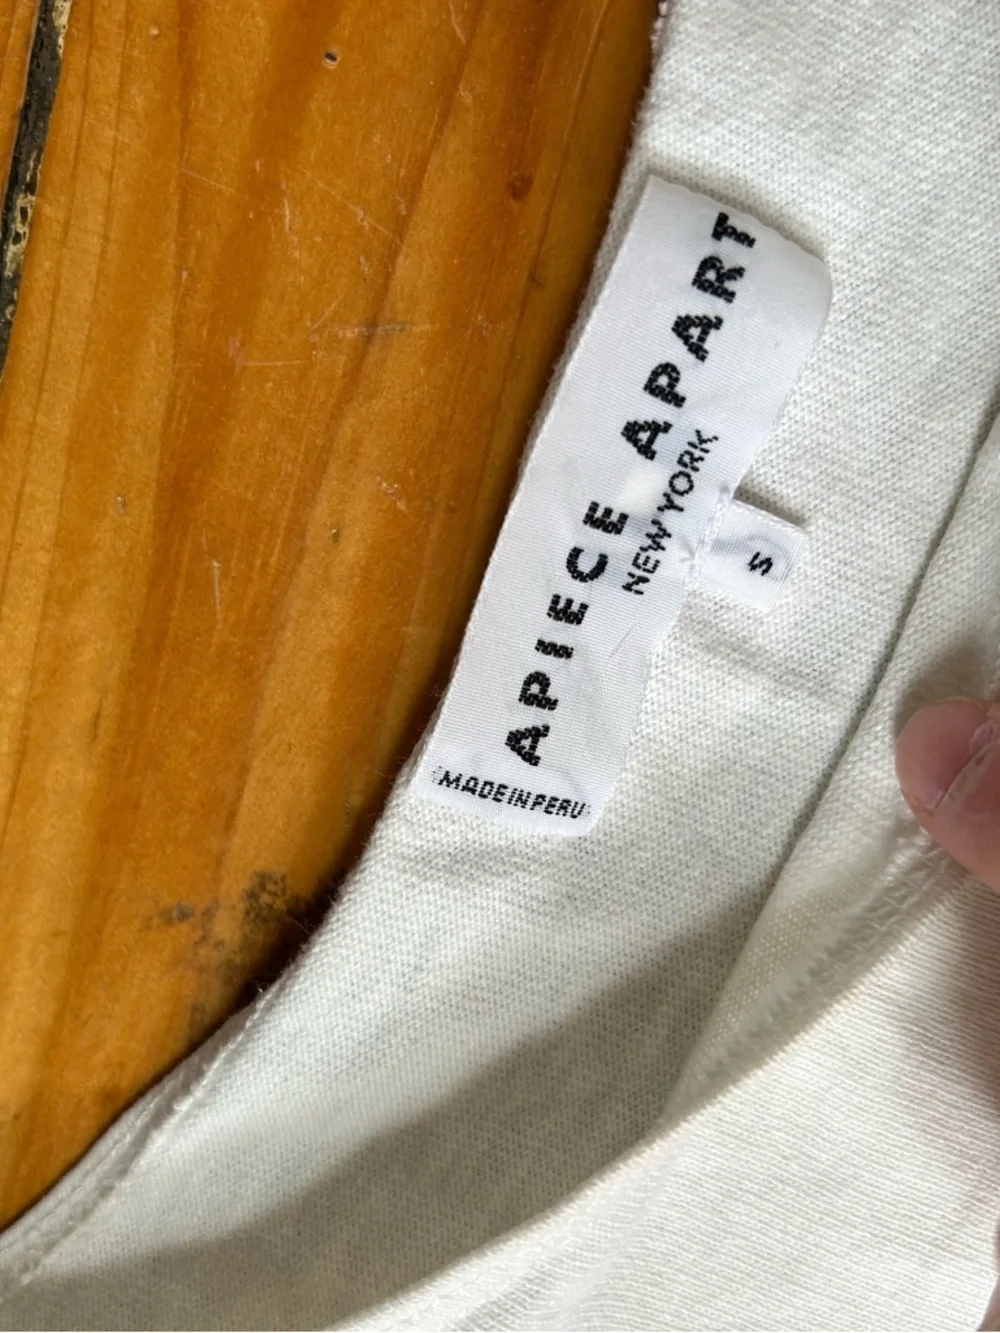 APIECE APART
NEW YORK
S
MADE IN PERU